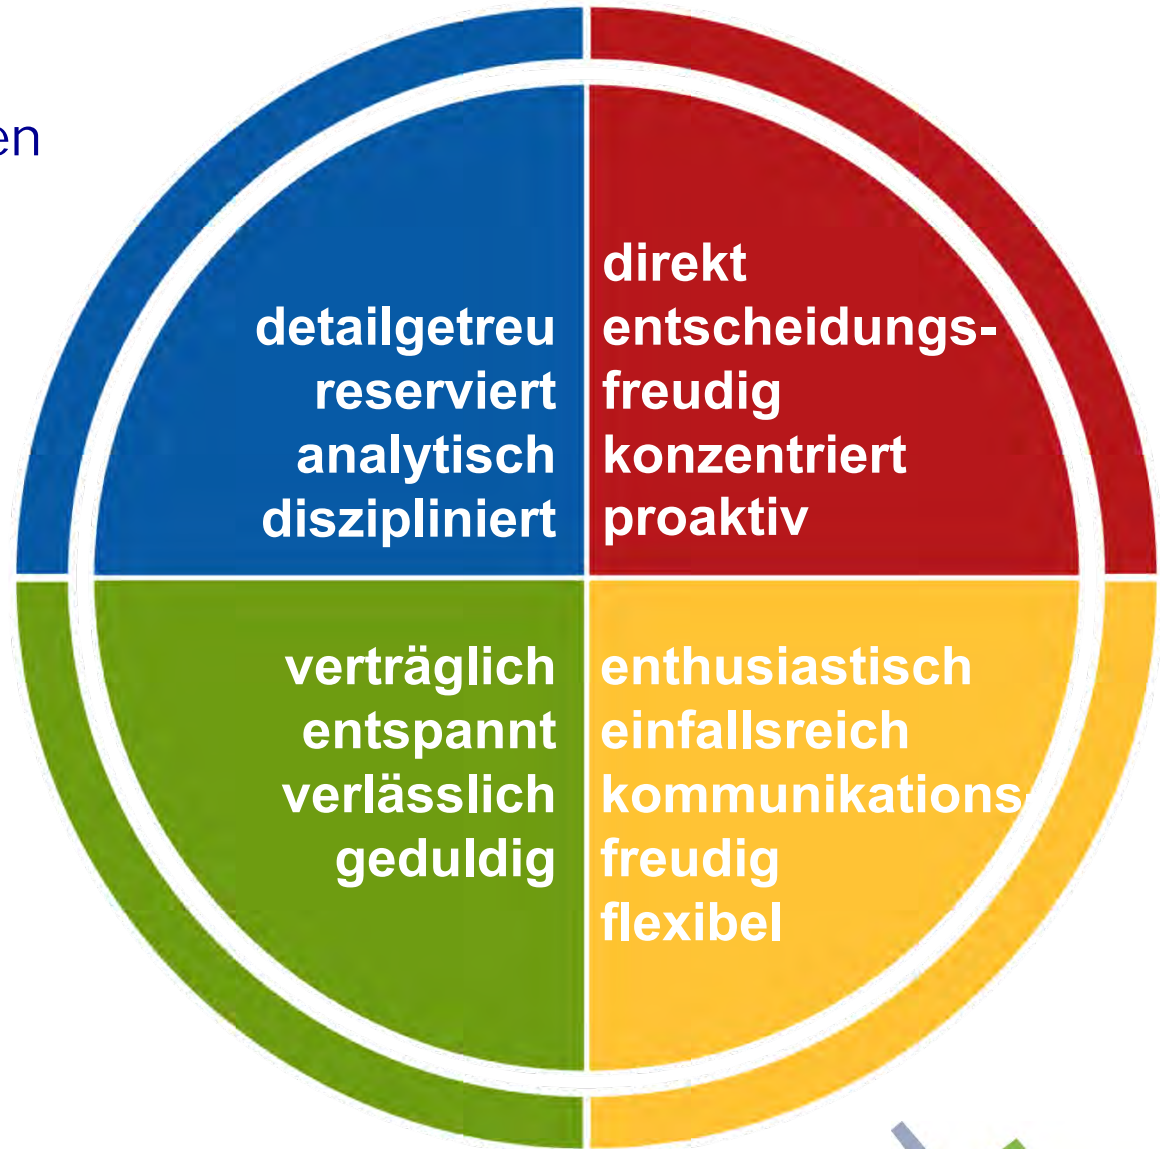 en
detailgetreu
reserviert
analytisch
diszipliniert
direkt
entscheidungs-
freudig
konzentriert
proaktiv
verträglich
entspannt
verlässlich
geduldig
enthusiastisch
einfallsreich
kommunikations-
freudig
flexibel